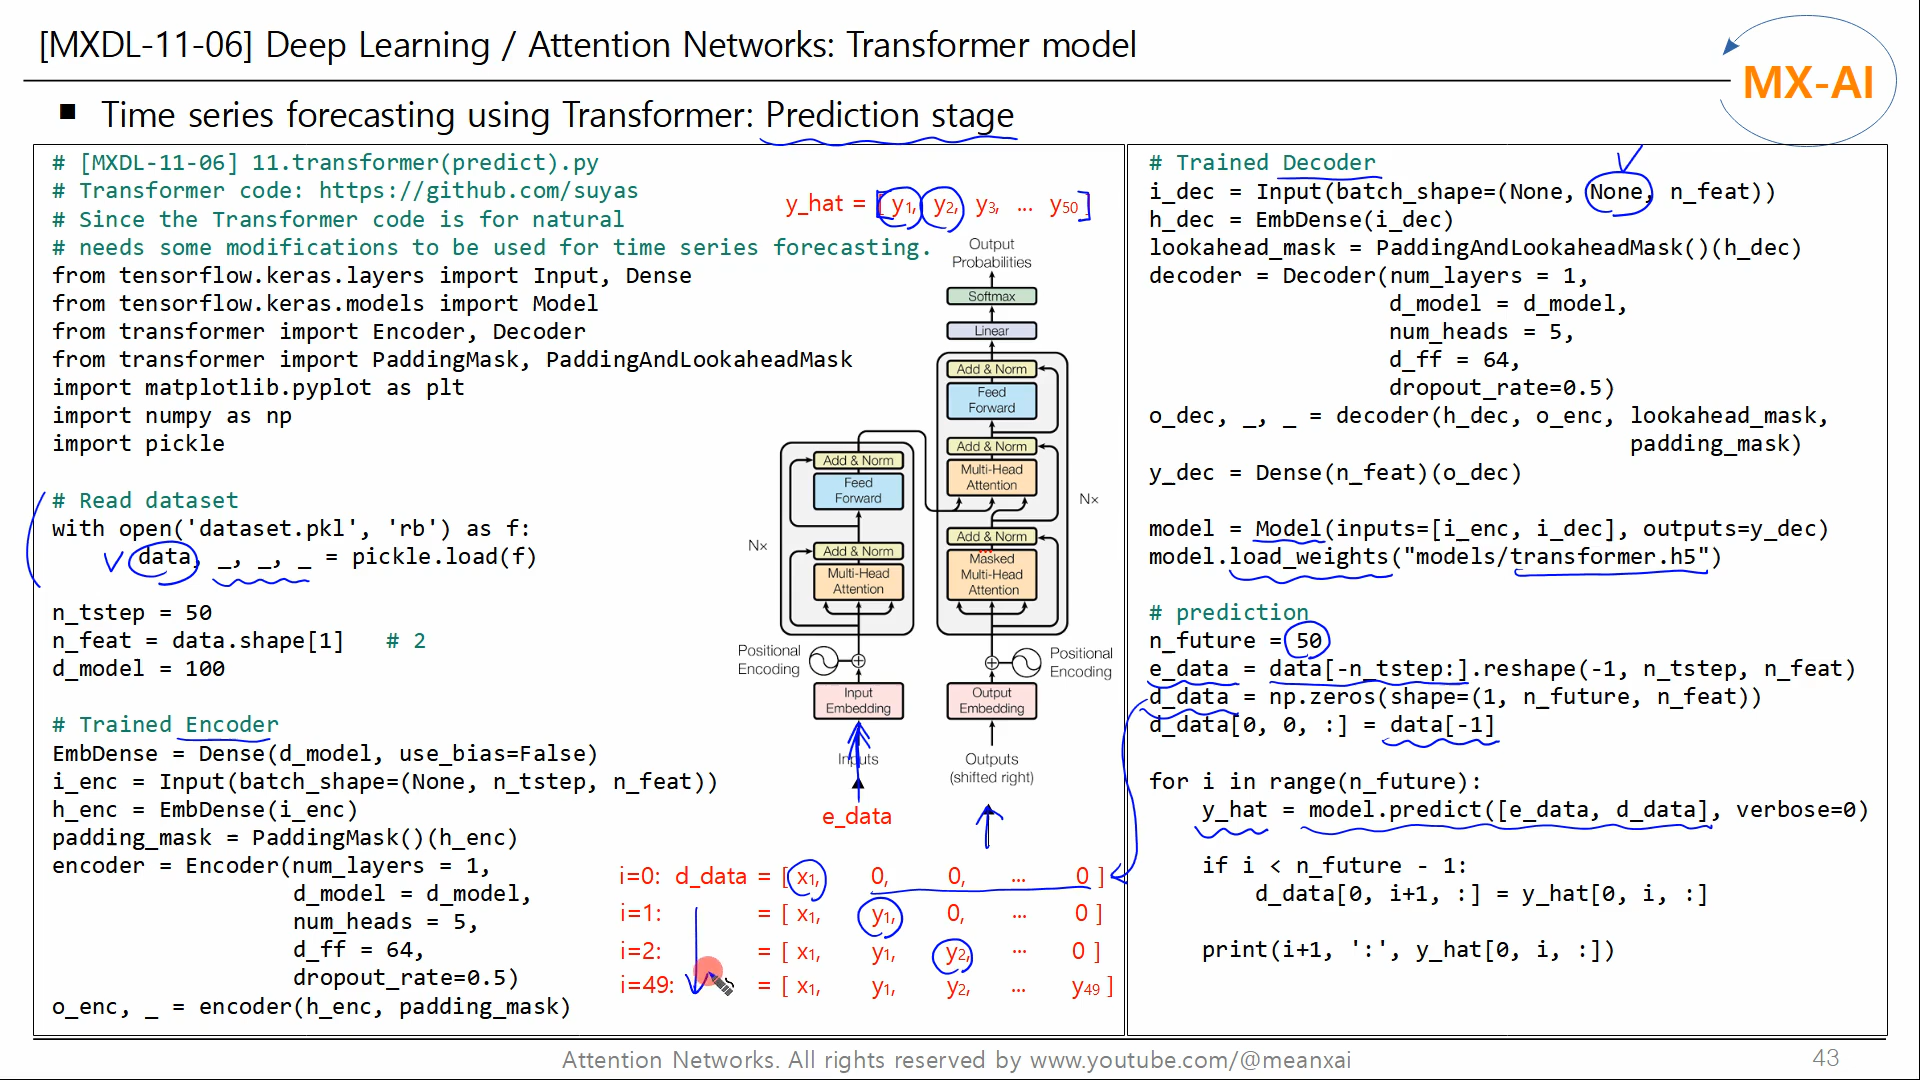 [MXDL-11-06] Deep Learning / Attention Networks: Transformer model
MX-AI
■ Time series forecasting using Transformer: Prediction stage
# [MXDL-11-06] 11.transformer(predict).py
# Transformer code: https://github.com/suyas
# Since the Transformer code is for natural
# needs some modifications to be used for time series forecasting.
from tensorflow.keras.layers import Input, Dense
from tensorflow.keras.models import Model
from transformer import Encoder, Decoder
from transformer import PaddingMask, PaddingAndLookaheadMask
import matplotlib.pyplot as plt
import numpy as np
import pickle
# Read dataset
with open('dataset.pkl', 'rb') as f:
data, _, _, _ = pickle.load(f)
n_tstep = 50
n_feat = data.shape[1] # 2
d_model = 100
# Trained Encoder
EmbDense = Dense(d_model, use_bias=False)
i_enc = Input(batch_shape=(None, n_tstep, n_feat))
h_enc = EmbDense(i_enc)
padding_mask = PaddingMask()(h_enc)
encoder = Encoder(num_layers = 1,
d_model = d_model,
num_heads = 5,
d_ff = 64,
dropout_rate=0.5)
o_enc, _ = encoder(h_enc, padding_mask)
y_hat = [ y1, y2, y3, ... y50 ]
Output
Probabilities
Softmax
Linear
Add & Norm
Feed
Forward
Add & Norm
Multi-Head
Attention
Nx
Add & Norm
Masked
Multi-Head
Attention
Add & Norm
Feed
Forward
Nx
Add & Norm
Multi-Head
Attention
Positional
Encoding
Positional
Encoding
Input
Embedding
Output
Embedding
Inputs
Outputs
(shifted right)
e_data
i=0: d_data = [ x1, 0, 0, ... 0 ]
i=1: = [ x1, y1, 0, ... 0 ]
i=2: = [ x1, y1, y2, ... 0 ]
i=49: = [ x1, y1, y2, ... y49 ]
# Trained Decoder
i_dec = Input(batch_shape=(None, None, n_feat))
h_dec = EmbDense(i_dec)
lookahead_mask = PaddingAndLookaheadMask()(h_dec)
decoder = Decoder(num_layers = 1,
d_model = d_model,
num_heads = 5,
d_ff = 64,
dropout_rate=0.5)
o_dec, _, _ = decoder(h_dec, o_enc, lookahead_mask,
padding_mask)
y_dec = Dense(n_feat)(o_dec)
model = Model(inputs=[i_enc, i_dec], outputs=y_dec)
model.load_weights("models/transformer.h5")
# prediction
n_future = 50
e_data = data[-n_tstep:].reshape(-1, n_tstep, n_feat)
d_data = np.zeros(shape=(1, n_future, n_feat))
d_data[0, 0, :] = data[-1]
for i in range(n_future):
y_hat = model.predict([e_data, d_data], verbose=0)
if i < n_future - 1:
d_data[0, i+1, :] = y_hat[0, i, :]
print(i+1, ':', y_hat[0, i, :])
Attention Networks. All rights reserved by www.youtube.com/@meanxai
43